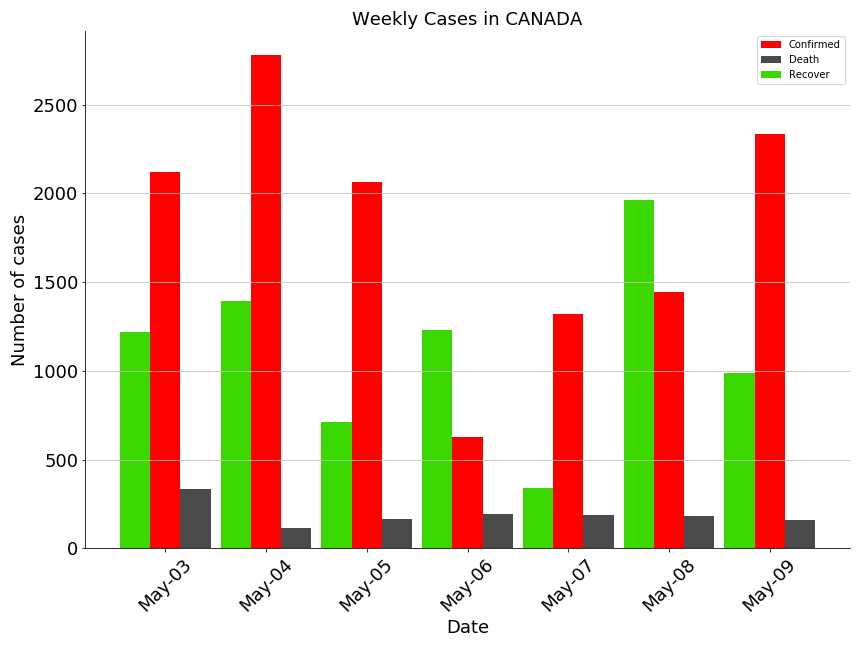 Weekly Cases in CANADA
Confirmed
Death
Recover
Number of cases
2500
2000
1500
1000
500
0
May-03
May-04
May-05
May-06
May-07
May-08
May-09
Date